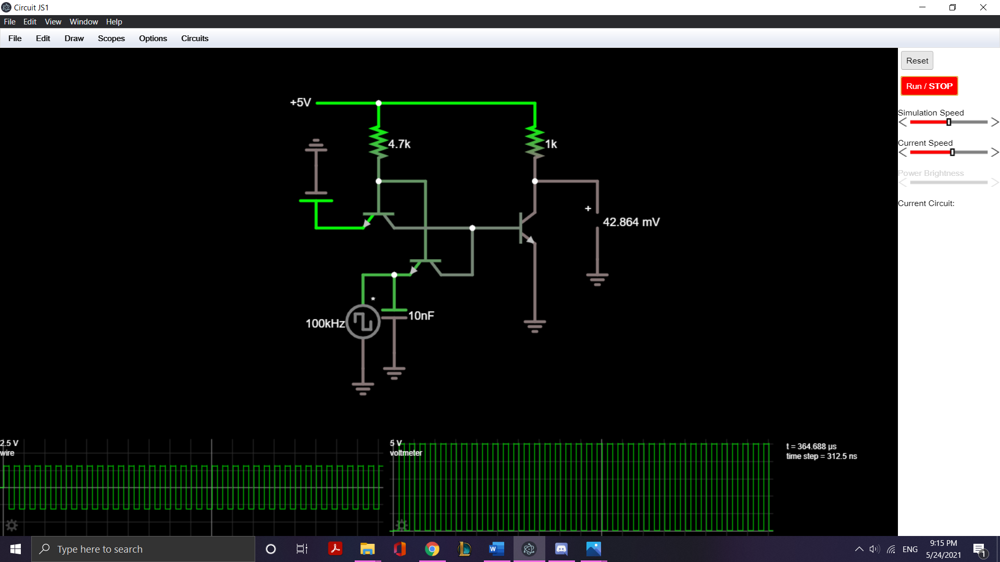 Circuit JS1
File Edit View Window Help
File Edit Draw Scopes Options Circuits
Reset
Run / STOP
Simulation Speed
Current Speed
Power Brightness
Current Circuit:
+5V
4.7k
1k
+
42.864 mV
*
100kHz
10nF
2.5 V
wire
5 V
voltmeter
t = 364.688 µs
time step = 312.5 ns
Type here to search
ENG
9:15 PM
5/24/2021
1